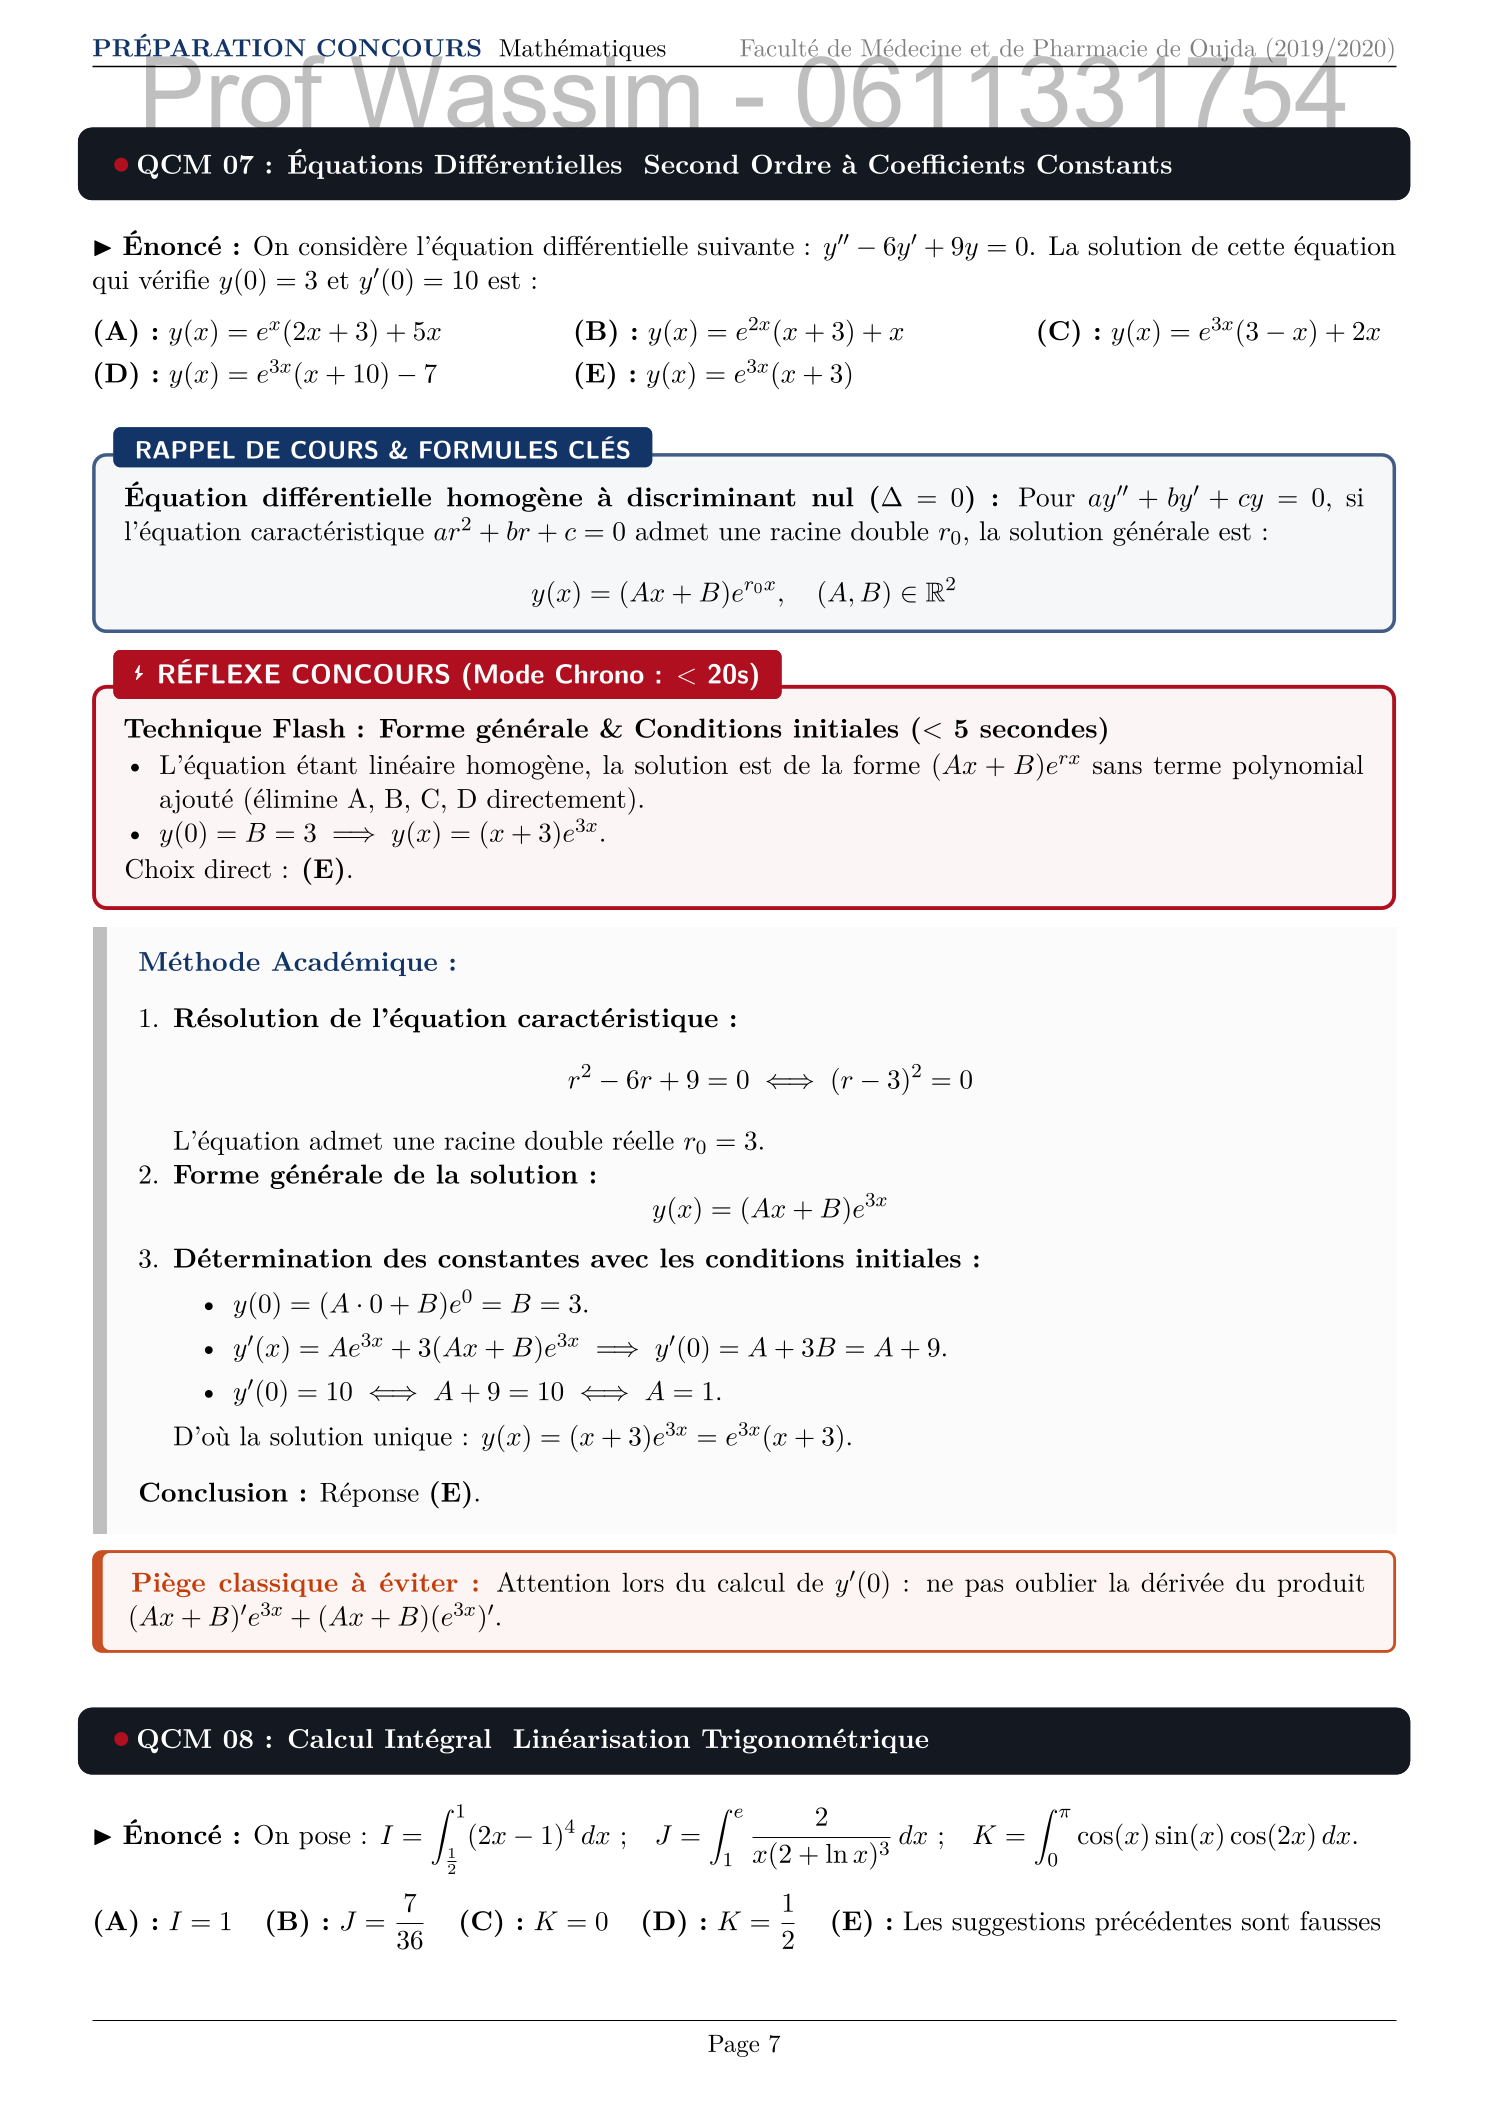 PRÉPARATION CONCOURS Mathématiques Faculté de Médecine et de Pharmacie de Oujda (2019/2020)
Prof Wassim - 0611331754
• QCM 07 : Équations Différentielles Second Ordre à Coefficients Constants
▶ Énoncé : On considère l'équation différentielle suivante : y″ − 6y′ + 9y = 0. La solution de cette équation
qui vérifie y(0) = 3 et y′(0) = 10 est :
(A) : y(x) = e^x(2x + 3) + 5x (B) : y(x) = e^{2x}(x + 3) + x (C) : y(x) = e^{3x}(3 − x) + 2x
(D) : y(x) = e^{3x}(x + 10) − 7 (E) : y(x) = e^{3x}(x + 3)
RAPPEL DE COURS & FORMULES CLÉS
Équation différentielle homogène à discriminant nul (Δ = 0) : Pour ay″ + by′ + cy = 0, si
l'équation caractéristique ar² + br + c = 0 admet une racine double r₀, la solution générale est :
y(x) = (Ax + B)e^{r₀x}, (A, B) ∈ ℝ²
⚡ RÉFLEXE CONCOURS (Mode Chrono : < 20s)
Technique Flash : Forme générale & Conditions initiales (< 5 secondes)
• L'équation étant linéaire homogène, la solution est de la forme (Ax + B)e^{rx} sans terme polynomial
ajouté (élimine A, B, C, D directement).
• y(0) = B = 3 ⟹ y(x) = (x + 3)e^{3x}.
Choix direct : (E).
Méthode Académique :
1. Résolution de l'équation caractéristique :
r² − 6r + 9 = 0 ⟺ (r − 3)² = 0
L'équation admet une racine double réelle r₀ = 3.
2. Forme générale de la solution :
y(x) = (Ax + B)e^{3x}
3. Détermination des constantes avec les conditions initiales :
• y(0) = (A · 0 + B)e⁰ = B = 3.
• y′(x) = Ae^{3x} + 3(Ax + B)e^{3x} ⟹ y′(0) = A + 3B = A + 9.
• y′(0) = 10 ⟺ A + 9 = 10 ⟺ A = 1.
D'où la solution unique : y(x) = (x + 3)e^{3x} = e^{3x}(x + 3).
Conclusion : Réponse (E).
Piège classique à éviter : Attention lors du calcul de y′(0) : ne pas oublier la dérivée du produit
(Ax + B)′e^{3x} + (Ax + B)(e^{3x})′.
• QCM 08 : Calcul Intégral Linéarisation Trigonométrique
▶ Énoncé : On pose : I = ∫_{1/2}^{1} (2x − 1)⁴ dx ; J = ∫_{1}^{e} 2/(x(2 + ln x)³) dx ; K = ∫_{0}^{π} cos(x) sin(x) cos(2x) dx.
(A) : I = 1 (B) : J = 7/36 (C) : K = 0 (D) : K = 1/2 (E) : Les suggestions précédentes sont fausses
Page 7